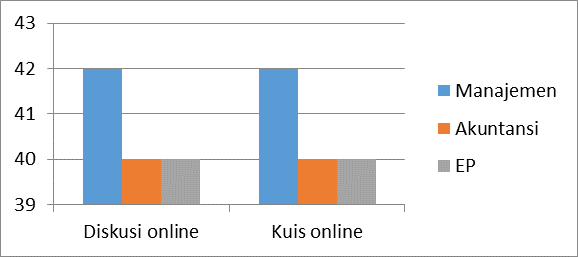 43
42
41
40
39
Diskusi online
Kuis online
Manajemen
Akuntansi
EP